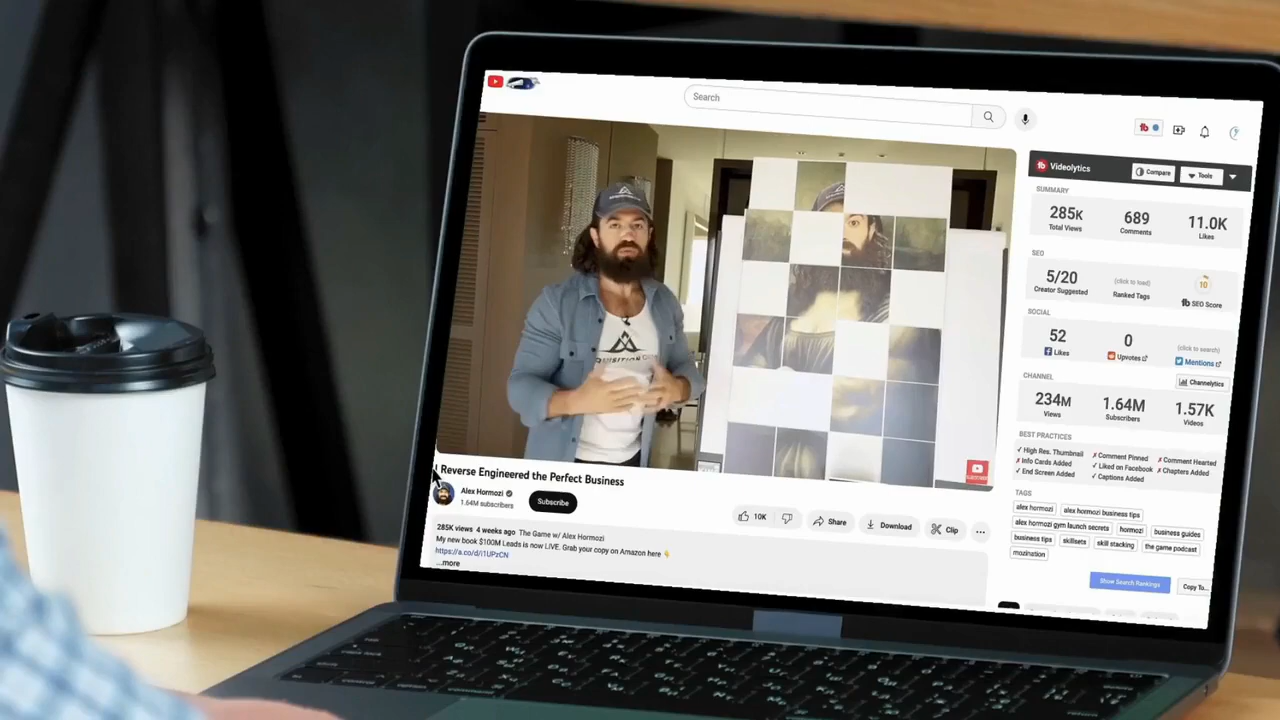 Search
I Reverse Engineered the Perfect Business
Alex Hormozi
1.64M subscribers
Subscribe
10K
Share
Download
Clip
285K views 4 weeks ago The Game w/ Alex Hormozi
My new book $100M Leads is now LIVE. Grab your copy on Amazon here 👇
https://a.co/d/i1UPzCN
...more
tb
Videolytics
Compare
Tools
SUMMARY
285K 689 11.0K
Total Views Comments Likes
SEO
5/20 (click to load) 10
Creator Suggested Ranked Tags tb SEO Score
SOCIAL
52 0 (click to search)
Likes Upvotes Mentions
CHANNEL
Channelytics
234M 1.64M 1.57K
Views Subscribers Videos
BEST PRACTICES
✓ High Res. Thumbnail ✗ Comment Pinned ✗ Comment Hearted
✗ Info Cards Added ✓ Liked on Facebook ✗ Chapters Added
✓ End Screen Added ✓ Captions Added
TAGS
alex hormozi alex hormozi business tips
alex hormozi gym launch secrets hormozi business guides
business tips skillsets skill stacking the game podcast
mozination
Show Search Rankings
Copy To...